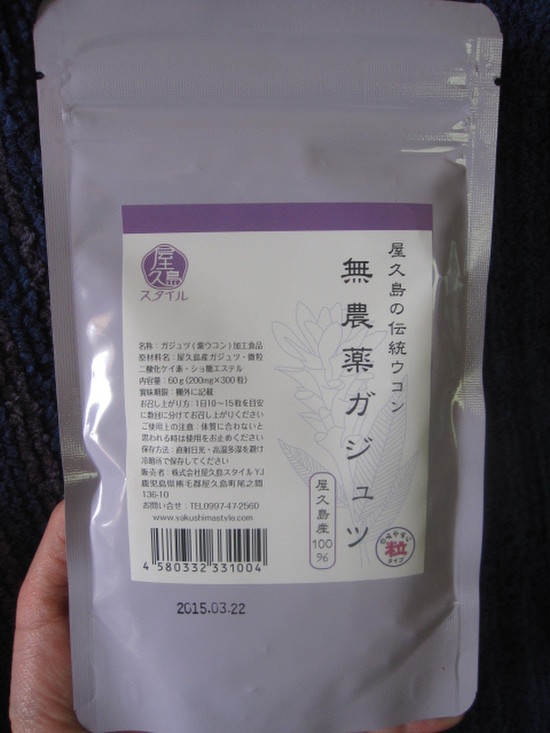 屋久島の伝統ウコン
無農薬ガジュツ
屋久島
スタイル
名称：ガジュツ(紫ウコン)加工食品
原材料名：屋久島産ガジュツ・微粒
二酸化ケイ素・ショ糖エステル
内容量：60g(200mg×300粒)
賞味期限：欄外に記載
お召し上がり方：1日10～15粒を目安
に数回に分けてお召し上がりください
ご使用上の注意：体質に合わないと
思われる時は使用をお止めください
保存方法：直射日光・高温多湿を避け
冷暗所で保存してください
販売者：株式会社屋久島スタイルY.J
鹿児島県熊毛郡屋久島町尾之間
136-10
お問い合せ：TEL0997-47-2560
www.yakushimastyle.com
4 580332 331004
屋久島産100%
粒
タイプ
2015.03.22